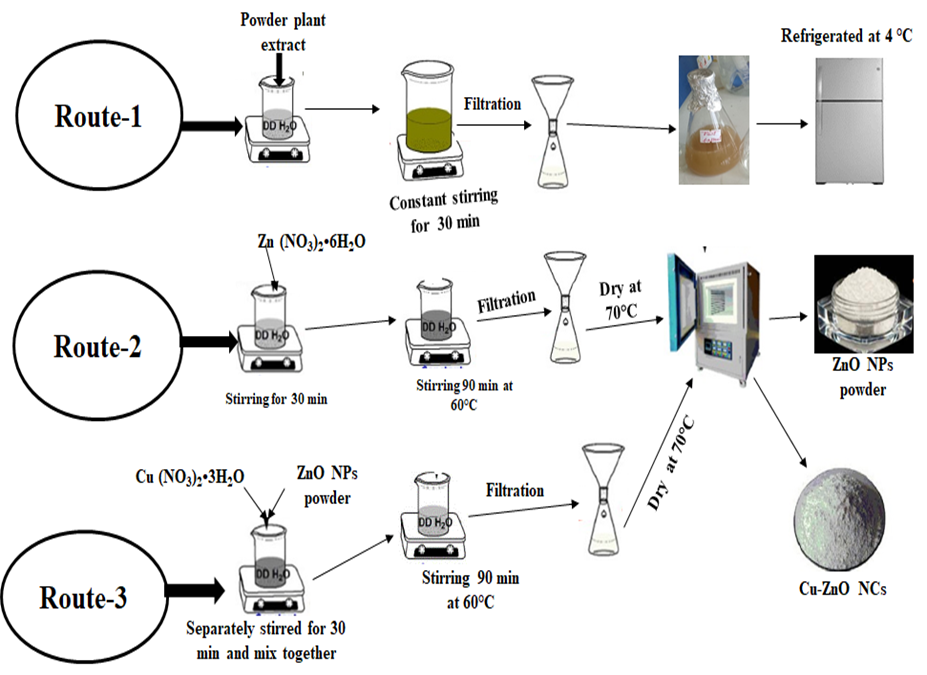 Powder plant
extract
Refrigerated at 4 °C
Route-1
DD H₂O
Filtration
Constant stirring
for 30 min
Zn (NO₃)₂•6H₂O
Route-2
DD H₂O
DD H₂O
Filtration
Dry at
70°C
Stirring for 30 min
Stirring 90 min at
60°C
ZnO NPs
powder
Cu (NO₃)₂•3H₂O
ZnO NPs
powder
Route-3
DD H₂O
DD H₂O
Filtration
Dry at 70°C
Stirring 90 min
at 60°C
Separately stirred for 30
min and mix together
Cu-ZnO NCs